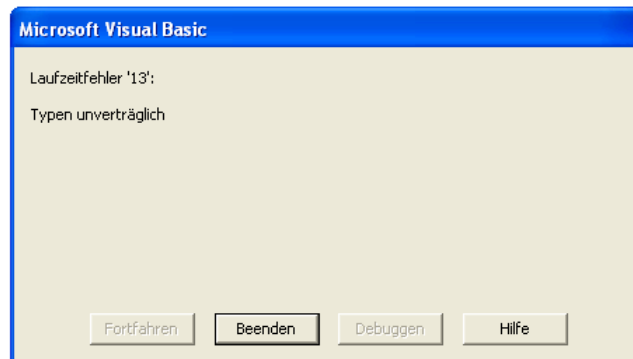 Microsoft Visual Basic
Laufzeitfehler '13':
Typen unverträglich
Fortfahren Beenden Debuggen Hilfe